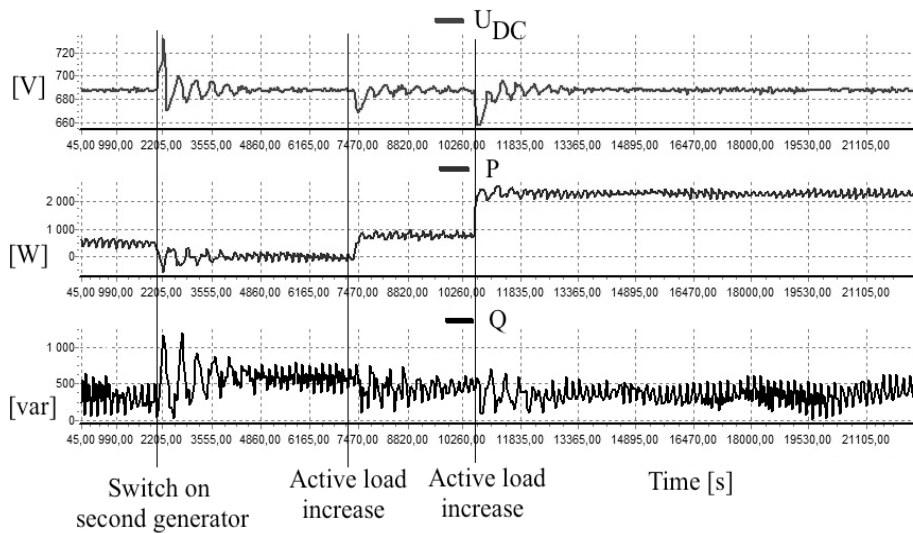 U_DC
720
[V] 700
680
660
45,00 990,00 2205,00 3555,00 4860,00 6165,00 7470,00 8820,00 10260,00 11835,00 13365,00 14895,00 16470,00 18000,00 19530,00 21105,00
P
2 000
1 000
[W] 0
45,00 990,00 2205,00 3555,00 4860,00 6165,00 7470,00 8820,00 10260,00 11835,00 13365,00 14895,00 16470,00 18000,00 19530,00 21105,00
Q
1 000
500
[var] 0
45,00 990,00 2205,00 3555,00 4860,00 6165,00 7470,00 8820,00 10260,00 11835,00 13365,00 14895,00 16470,00 18000,00 19530,00 21105,00
Switch on
second generator
Active load
increase
Active load
increase
Time [s]